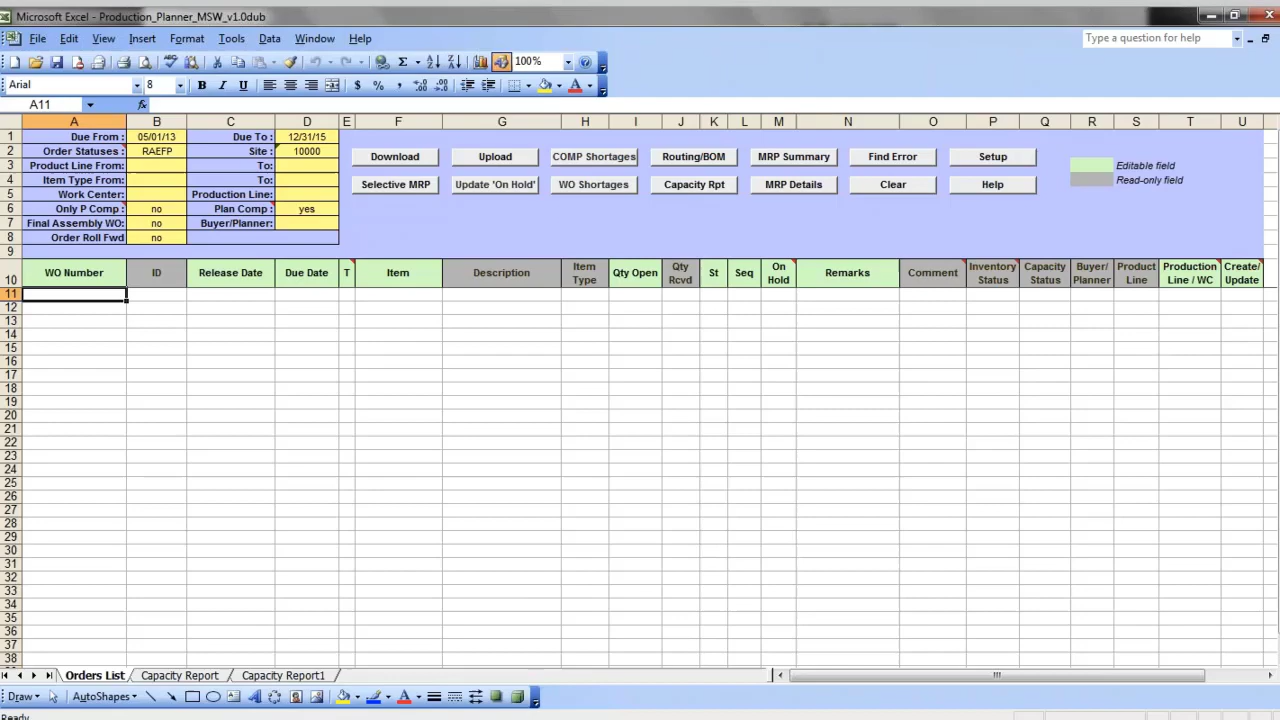 Microsoft Excel - Production_Planner_MSW_v1.0dub
File Edit View Insert Format Tools Data Window Help
Type a question for help
100%
Arial 8 B I U $ % ,
A11 fx
A B C D E F G H I J K L M N O P Q R S T U
1 Due From : 05/01/13 Due To : 12/31/15
2 Order Statuses : RAEFP Site : 10000
3 Product Line From: To:
4 Item Type From: To:
5 Work Center: Production Line:
6 Only P Comp : no Plan Comp : yes
7 Final Assembly WO: no Buyer/Planner:
8 Order Roll Fwd no
9
Download Upload COMP Shortages Routing/BOM MRP Summary Find Error Setup
Selective MRP Update 'On Hold' WO Shortages Capacity Rpt MRP Details Clear Help
Editable field
Read-only field
10 WO Number ID Release Date Due Date T Item Description Item Type Qty Open Qty Rcvd St Seq On Hold Remarks Comment Inventory Status Capacity Status Buyer/ Planner Product Line Production Line / WC Create/ Update
11
12
13
14
15
16
17
18
19
20
21
22
23
24
25
26
27
28
29
30
31
32
33
34
35
36
37
38
Orders List Capacity Report Capacity Report1
Draw AutoShapes
Ready